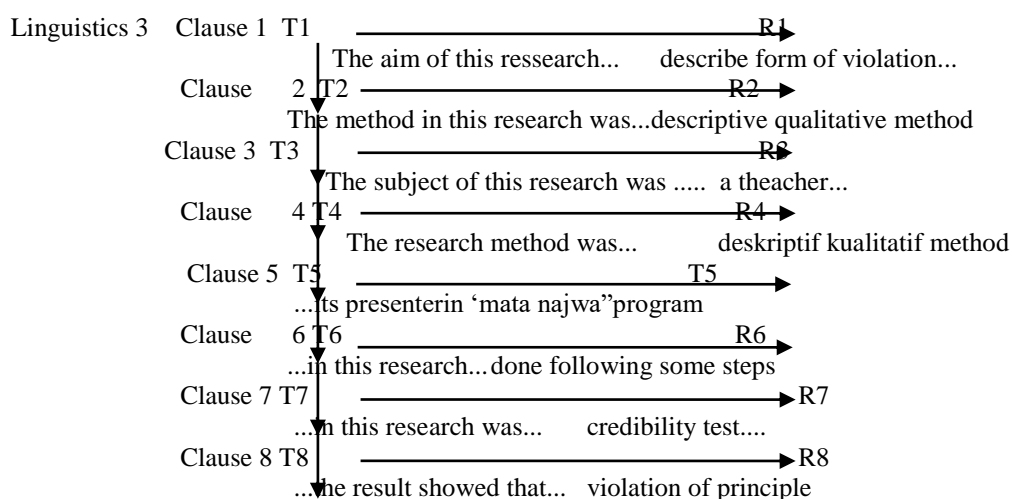 Linguistics 3 Clause 1 T1 R1
The aim of this ressearch... describe form of violation...
Clause 2 T2 R2
The method in this research was...descriptive qualitative method
Clause 3 T3 R3
The subject of this research was ..... a theacher...
Clause 4 T4 R4
The research method was... deskriptif kualitatif method
Clause 5 T5 T5
...its presenterin ‘mata najwa”program
Clause 6 T6 R6
...in this research...done following some steps
Clause 7 T7 R7
...in this research was... credibility test....
Clause 8 T8 R8
...the result showed that... violation of principle